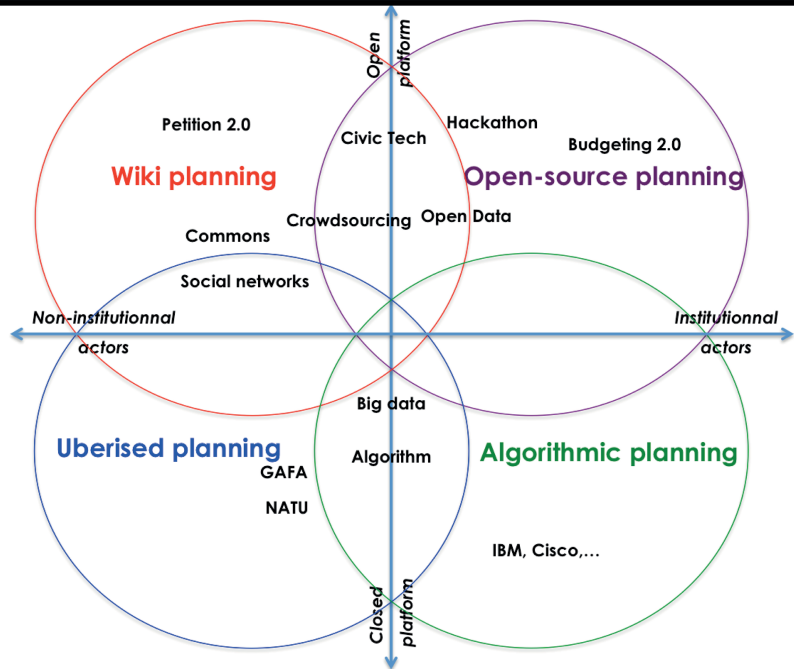 Open
platform
Petition 2.0
Hackathon
Civic Tech
Budgeting 2.0
Wiki planning
Open-source planning
Crowdsourcing
Open Data
Commons
Social networks
Non-institutionnal
actors
Institutionnal
actors
Big data
Uberised planning
Algorithm
Algorithmic planning
GAFA
NATU
IBM, Cisco,...
Closed
platform